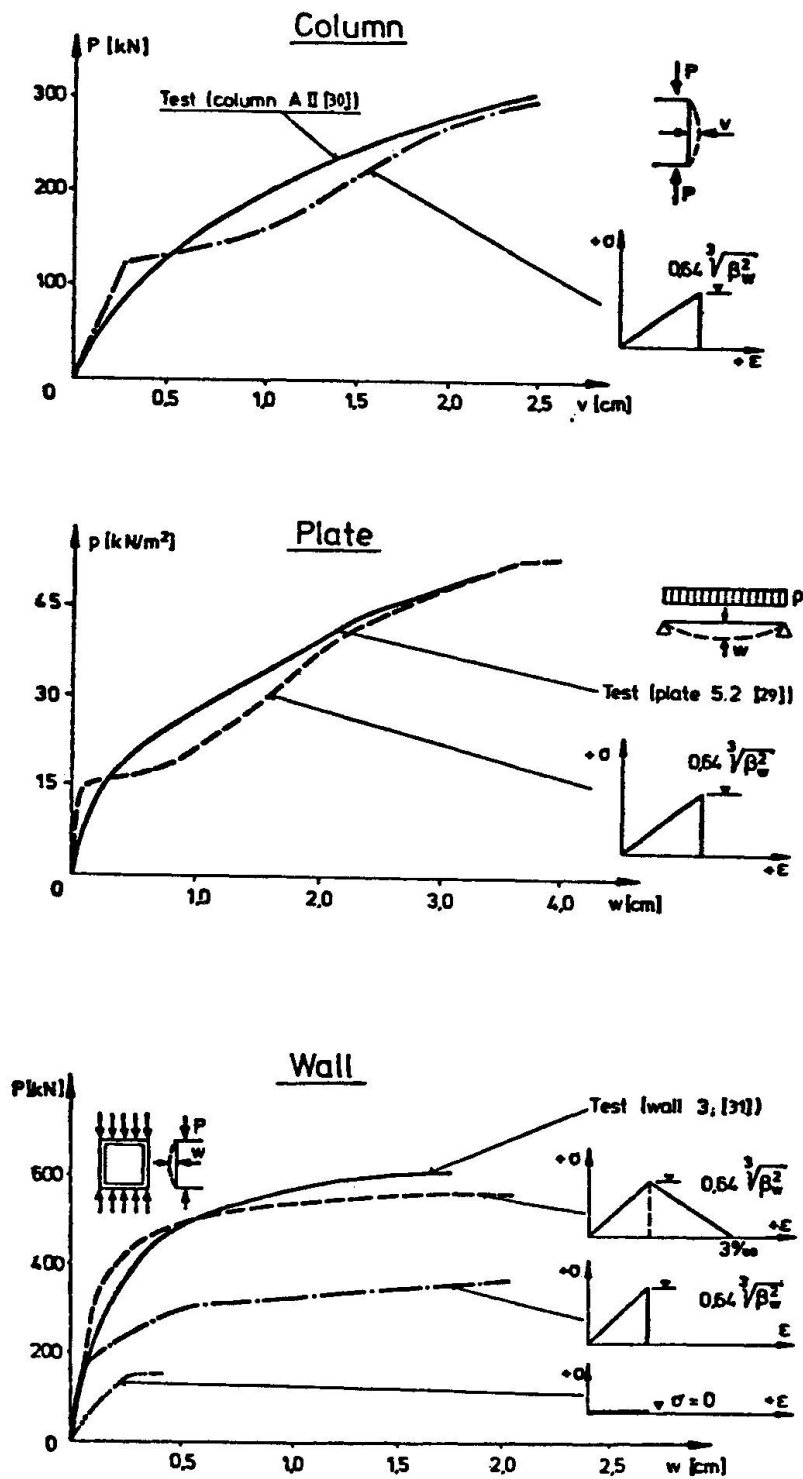 Column
P [kN]
300
200
100
0
0,5
1,0
1,5
2,0
2,5
v [cm]
Test (column A II [30])
P
v
P
+σ
0,64 ∛β_w²
+ε
Plate
p [kN/m²]
45
30
15
0
1,0
2,0
3,0
4,0
w [cm]
p
w
Test (plate 5.2 [29])
+σ
0,64 ∛β_w²
+ε
Wall
P [kN]
600
400
200
0
0,5
1,0
1,5
2,0
2,5
w [cm]
P
w
Test (wall 3; [31])
+σ
0,64 ∛β_w²
+ε
3‰
+σ
0,64 ∛β_w²
ε
+σ
σ = 0
+ε